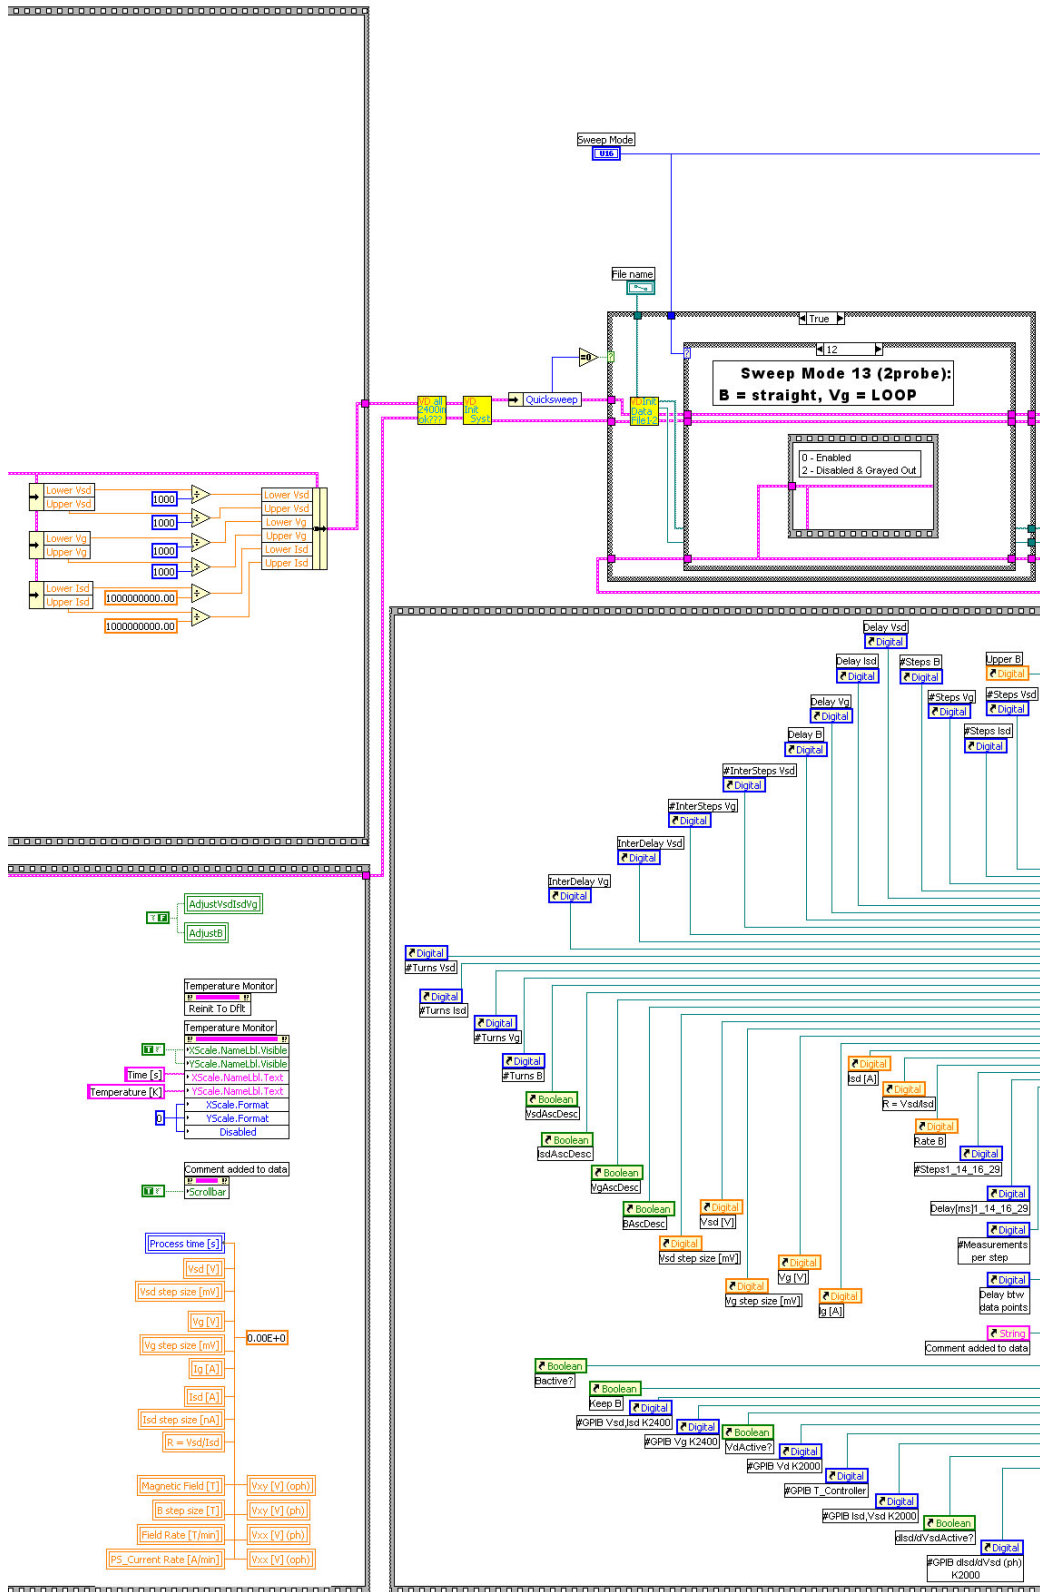 Sweep Mode
U16
File name
True
12
Sweep Mode 13 (2probe):
B = straight, Vg = LOOP
=0
?
?
Quicksweep
VD all
2400in
ok???
VD
Init
Syst
VDInit
Data
File1-2
0 - Enabled
2 - Disabled & Grayed Out
Lower Vsd
Upper Vsd
1000
1000
Lower Vg
Upper Vg
1000
1000
Lower Isd
Upper Isd
1000000000.00
1000000000.00
Lower Vsd
Upper Vsd
Lower Vg
Upper Vg
Lower Isd
Upper Isd
Delay Vsd
Digital
Delay Isd
Digital
#Steps B
Digital
Upper B
Digital
Delay Vg
Digital
#Steps Vg
Digital
#Steps Vsd
Digital
Delay B
Digital
#Steps Isd
Digital
#InterSteps Vsd
Digital
#InterSteps Vg
Digital
InterDelay Vsd
Digital
InterDelay Vg
Digital
Digital
#Turns Vsd
Digital
#Turns Isd
Digital
#Turns Vg
Digital
#Turns B
Boolean
VsdAscDesc
Boolean
IsdAscDesc
Boolean
VgAscDesc
Boolean
BAscDesc
Digital
Vsd [V]
Digital
Vsd step size [mV]
Digital
Vg [V]
Digital
Vg step size [mV]
Digital
Ig [A]
Digital
Isd [A]
Digital
R = Vsd/Isd
Digital
Rate B
Digital
#Steps1_14_16_29
Digital
Delay[ms]1_14_16_29
Digital
#Measurements
per step
Digital
Delay btw
data points
String
Comment added to data
Boolean
Bactive?
Boolean
Keep B
Digital
#GPIB Vsd,Isd K2400
Digital
#GPIB Vg K2400
Boolean
VdActive?
Digital
#GPIB Vd K2000
Digital
#GPIB T_Controller
Digital
#GPIB Isd,Vsd K2000
Boolean
dIsd/dVsdActive?
Digital
#GPIB dIsd/dVsd (ph)
K2000
F
AdjustVsdIsdVg
AdjustB
Temperature Monitor
Reinit To Dflt
Temperature Monitor
T
XScale.NameLbl.Visible
YScale.NameLbl.Visible
Time [s]
XScale.NameLbl.Text
Temperature [K]
YScale.NameLbl.Text
XScale.Format
0
YScale.Format
Disabled
Comment added to data
T
Scrollbar
Process time [s]
Vsd [V]
Vsd step size [mV]
Vg [V]
0.00E+0
Vg step size [mV]
Ig [A]
Isd [A]
Isd step size [nA]
R = Vsd/Isd
Magnetic Field [T]
Vxy [V] (oph)
B step size [T]
Vxy [V] (ph)
Field Rate [T/min]
Vxx [V] (ph)
PS_Current Rate [A/min]
Vxx [V] (oph)